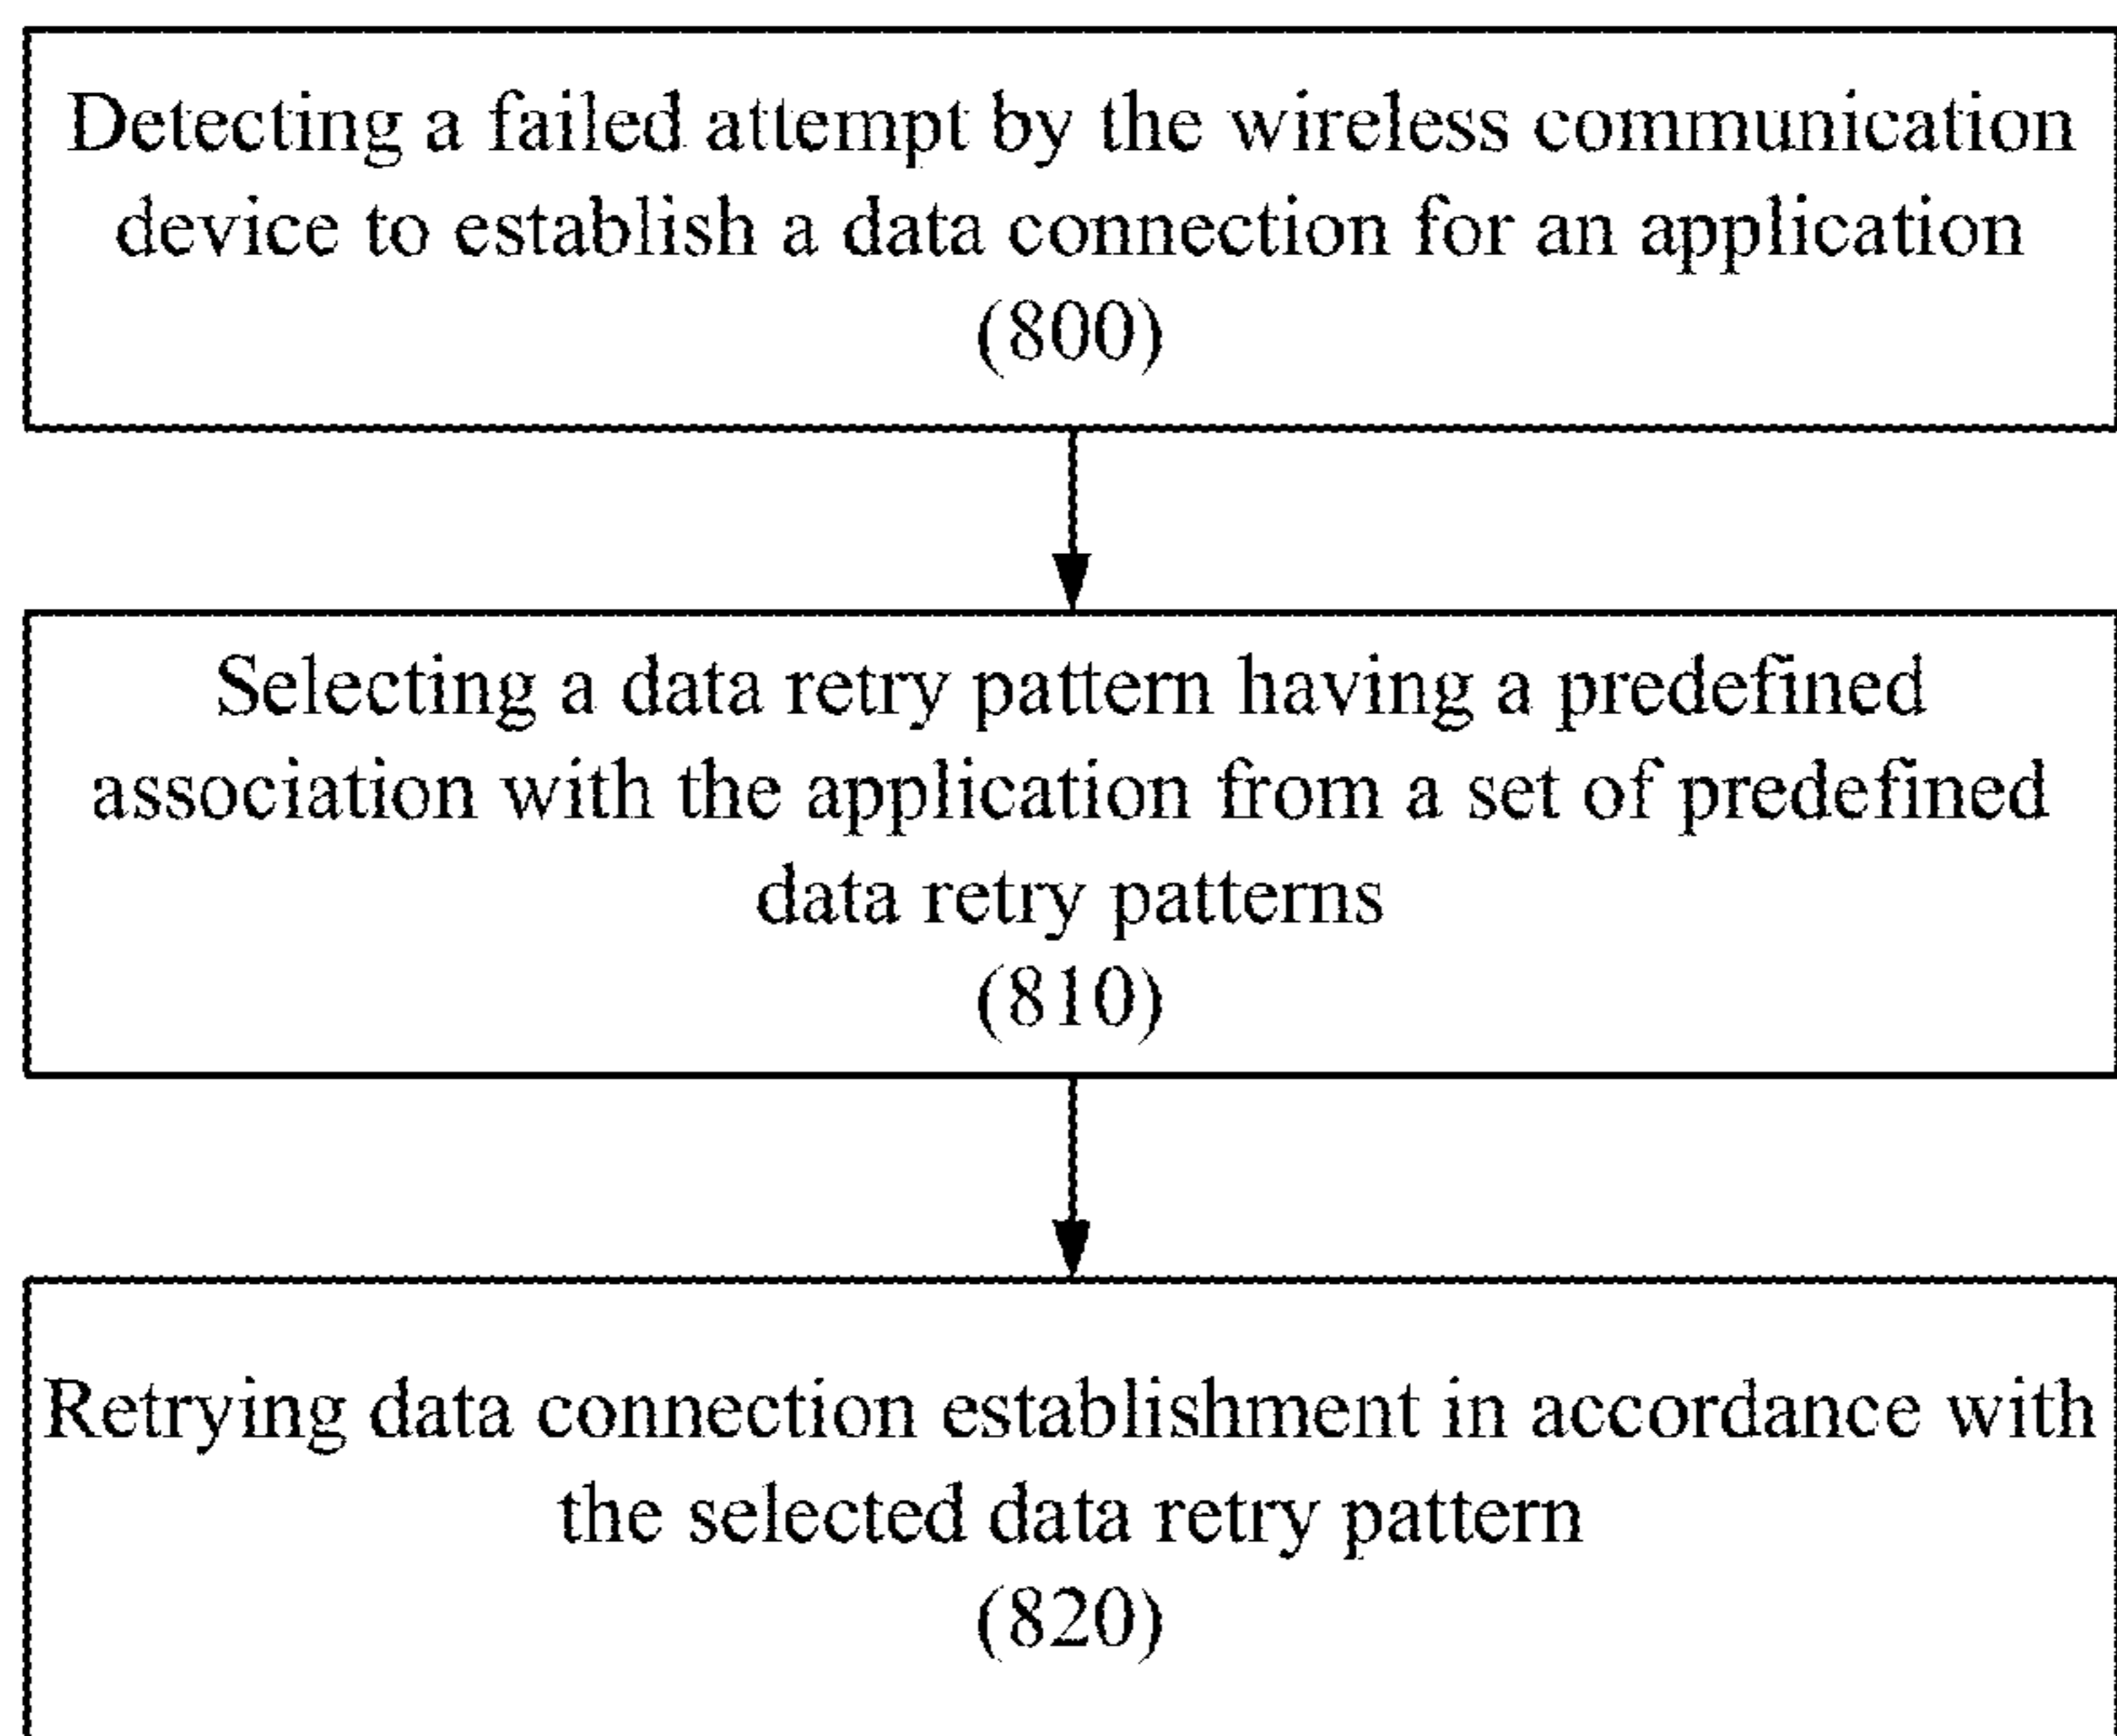 Detecting a failed attempt by the wireless communication
device to establish a data connection for an application
(800)
Selecting a data retry pattern having a predefined
association with the application from a set of predefined
data retry patterns
(810)
Retrying data connection establishment in accordance with
the selected data retry pattern
(820)